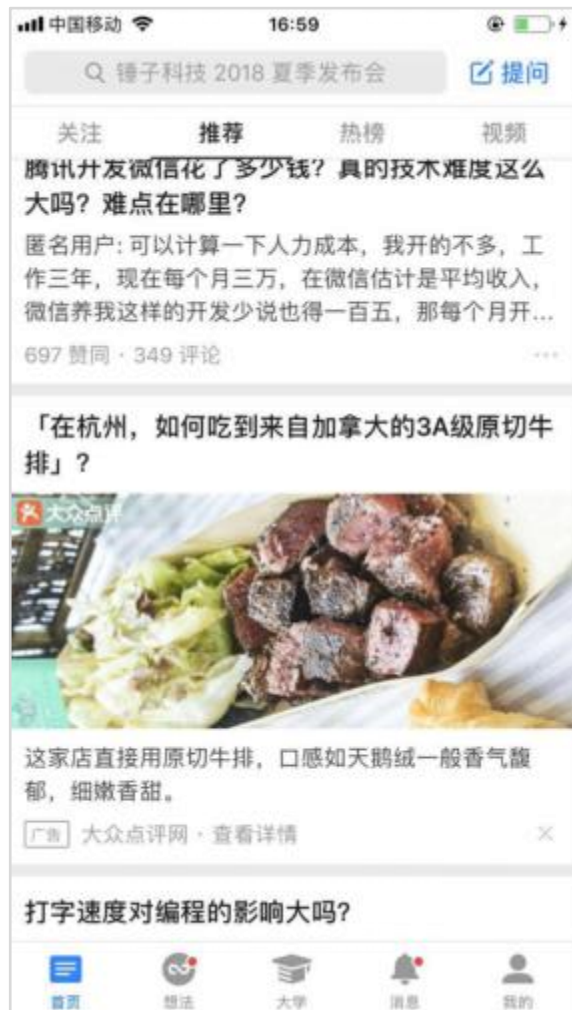 中国移动 16:59
锤子科技 2018 夏季发布会 提问
关注 推荐 热榜 视频
腾讯开发微信花了多少钱？真的技术难度这么
大吗？难点在哪里？
匿名用户: 可以计算一下人力成本，我开的不多，工
作三年，现在每个月三万，在微信估计是平均收入，
微信养我这样的开发少说也得一百五，那每个月开...
697 赞同 · 349 评论
「在杭州，如何吃到来自加拿大的3A级原切牛
排」?
大众点评
这家店直接用原切牛排，口感如天鹅绒一般香气馥
郁，细嫩香甜。
广告 大众点评网 · 查看详情
打字速度对编程的影响大吗?
首页 想法 大学 消息 我的